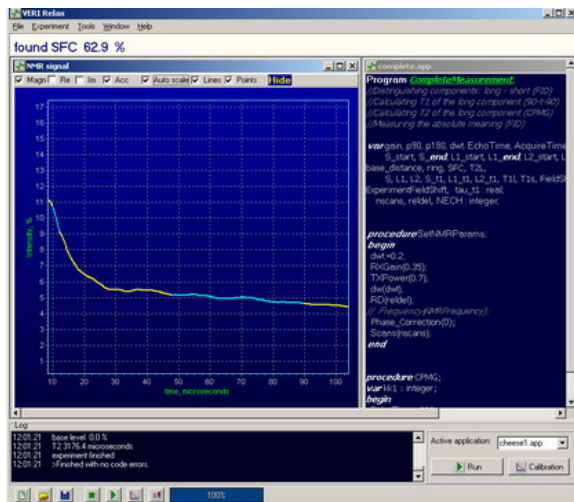 VERI Relax
File Experiment Tools Window Help
found SFC 62.9 %
NMR signal
Magn Re Im Acc Auto scale Lines Points Hide
17
16
15
14
13
12
11
10
9
8
7
6
5
4
3
2
1
Intensity, %
10 20 30 40 50 60 70 80 90 100
time, microseconds
complete.app
Program CompleteMeasurement;
//Distinguishing components: long - short (FID)
//Calculating T1 of the long component (90-t-90)
//Calculating T2 of the long component (CPMG)
//Measuring the absolute meaning (FID)
var gain, p90, p180, dwt, EchoTime, AcquireTime
S_start, S_end, L1_start, L1_end, L2_start, L
base_distance, ring, SFC, T2L,
S, L1, L2, S_t1, L1_t1, L2_t1, T1l, T1s, FieldSh
ExperimentFieldShift, tau_t1: real;
nscans, reldel, NECH : integer;
procedure SetNMRParams;
begin
dwt:=0.2;
RXGain(0.35);
TXPower(0.7);
dw(dwt);
RD(reldel);
// Frequency(NMRFrequency);
Phase_Correction(0);
Scans(nscans);
end
procedure CPMG;
var kk1 : integer;
begin
Log
12:01:21 base level 0.0 %
12:01:21 T2 3176.4 microseconds
12:01:21 experiment finished
12:01:21 >Finished with no code errors.
Active application: cheese1.app
Run Calibration
100%